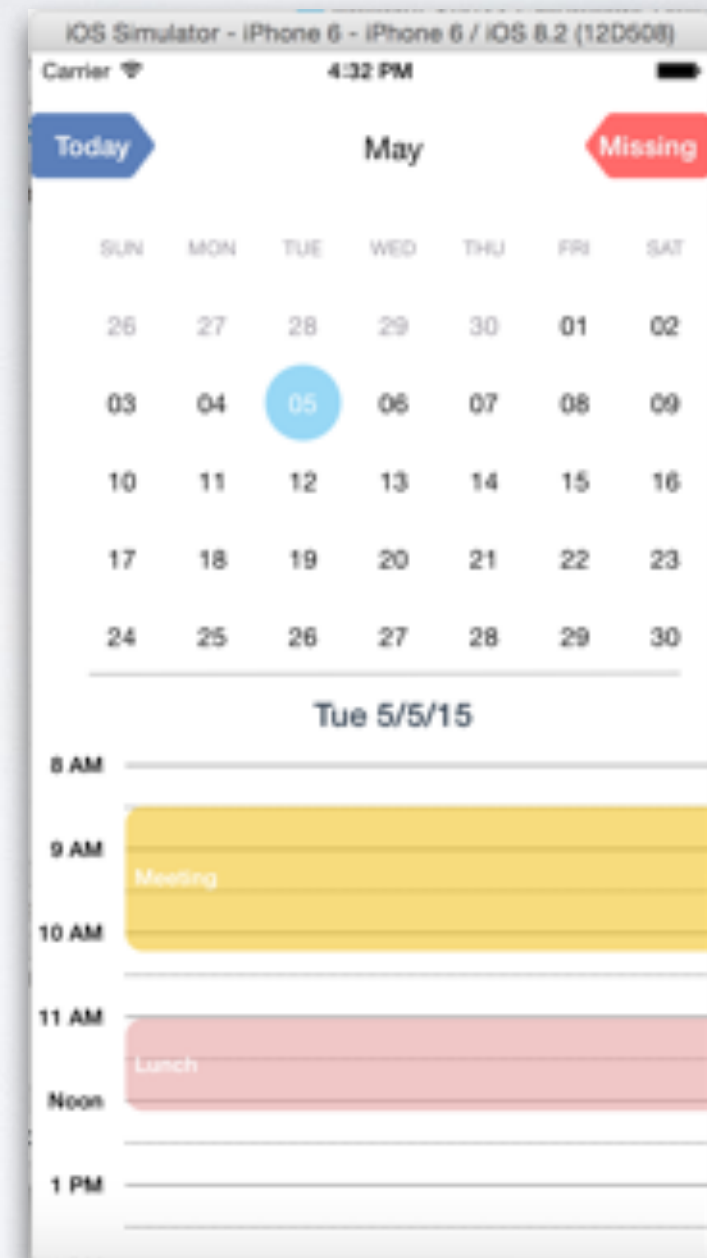 iOS Simulator - iPhone 6 - iPhone 6 / iOS 8.2 (12D508)
Carrier 4:32 PM
Today May Missing
SUN MON TUE WED THU FRI SAT
26 27 28 29 30 01 02
03 04 05 06 07 08 09
10 11 12 13 14 15 16
17 18 19 20 21 22 23
24 25 26 27 28 29 30
Tue 5/5/15
8 AM
9 AM
Meeting
10 AM
11 AM
Lunch
Noon
1 PM